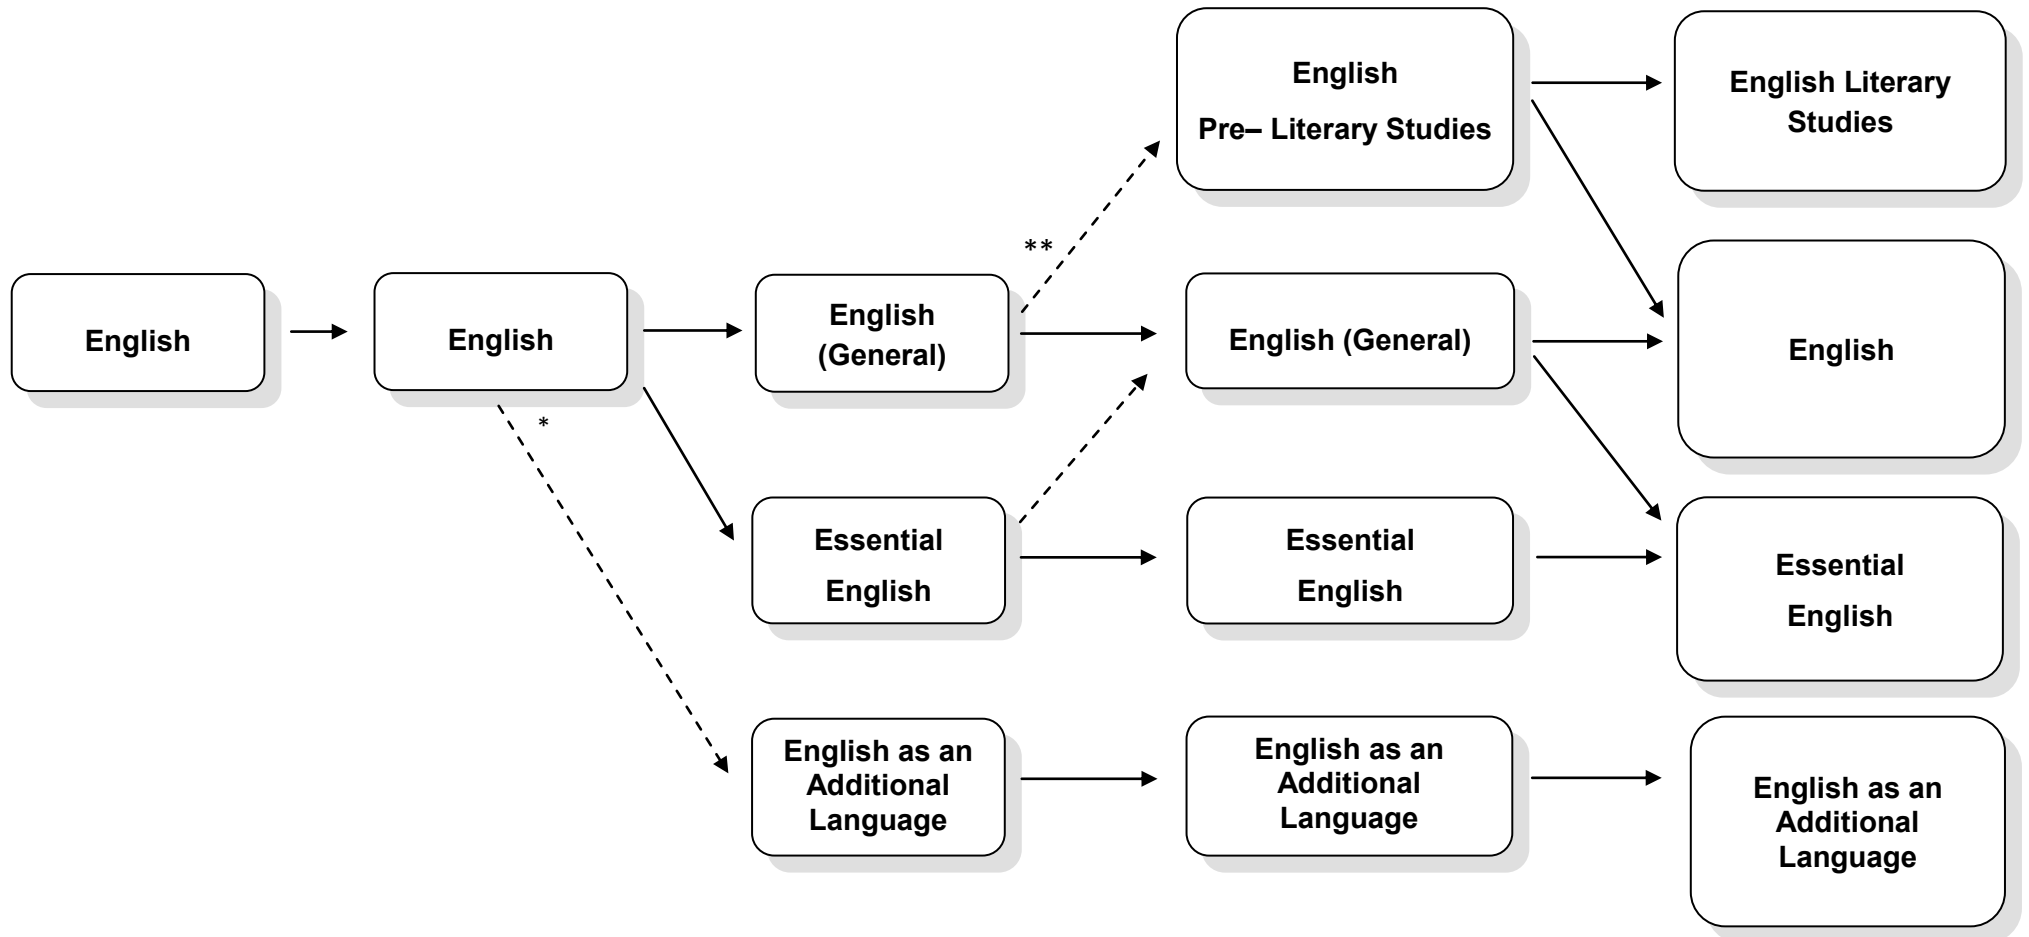 English
Pre– Literary Studies
English Literary
Studies
**
English
English
English
(General)
English (General)
English
*
Essential
English
Essential
English
Essential
English
English as an
Additional
Language
English as an
Additional
Language
English as an
Additional
Language